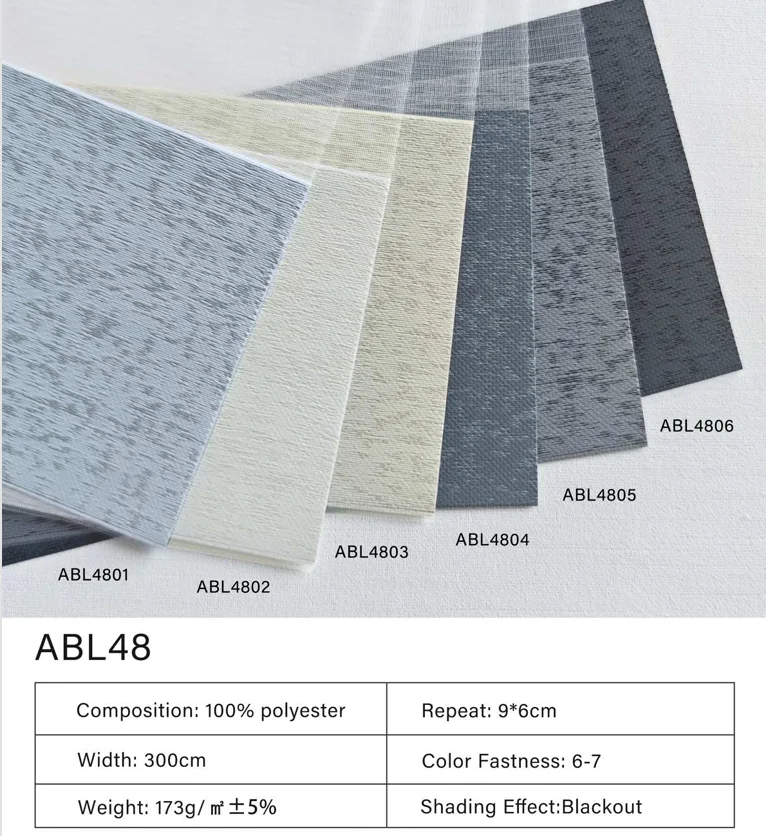 ABL4806
ABL4805
ABL4804
ABL4803
ABL4801
ABL4802
ABL48
Composition: 100% polyester
Repeat: 9*6cm
Width: 300cm
Color Fastness: 6-7
Weight: 173g/ ㎡±5%
Shading Effect:Blackout